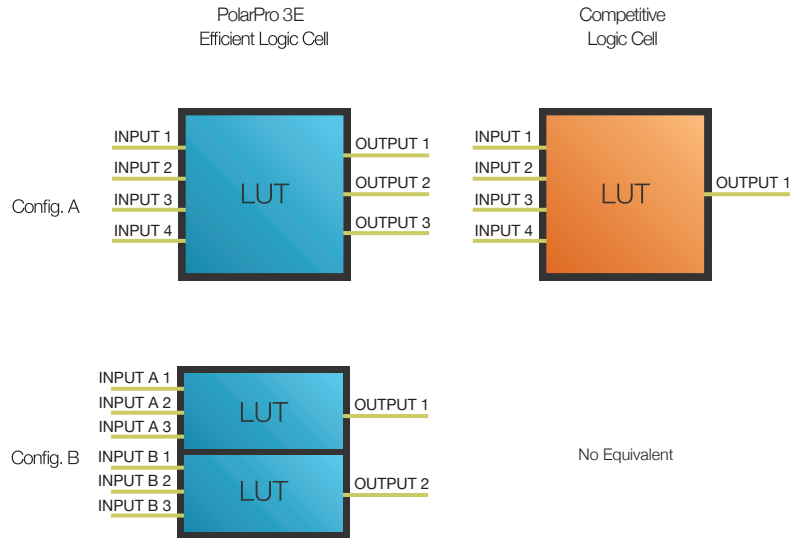 PolarPro 3E
Efficient Logic Cell
Competitive
Logic Cell
Config. A
INPUT 1
INPUT 2
INPUT 3
INPUT 4
LUT
OUTPUT 1
OUTPUT 2
OUTPUT 3
INPUT 1
INPUT 2
INPUT 3
INPUT 4
LUT
OUTPUT 1
Config. B
INPUT A 1
INPUT A 2
INPUT A 3
LUT
OUTPUT 1
INPUT B 1
INPUT B 2
INPUT B 3
LUT
OUTPUT 2
No Equivalent